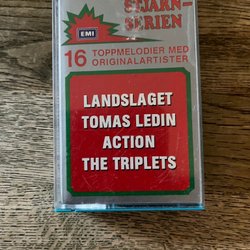 STJÄRN-
SERIEN
EMI
16 TOPPMELODIER MED
ORIGINALARTISTER
LANDSLAGET
TOMAS LEDIN
ACTION
THE TRIPLETS